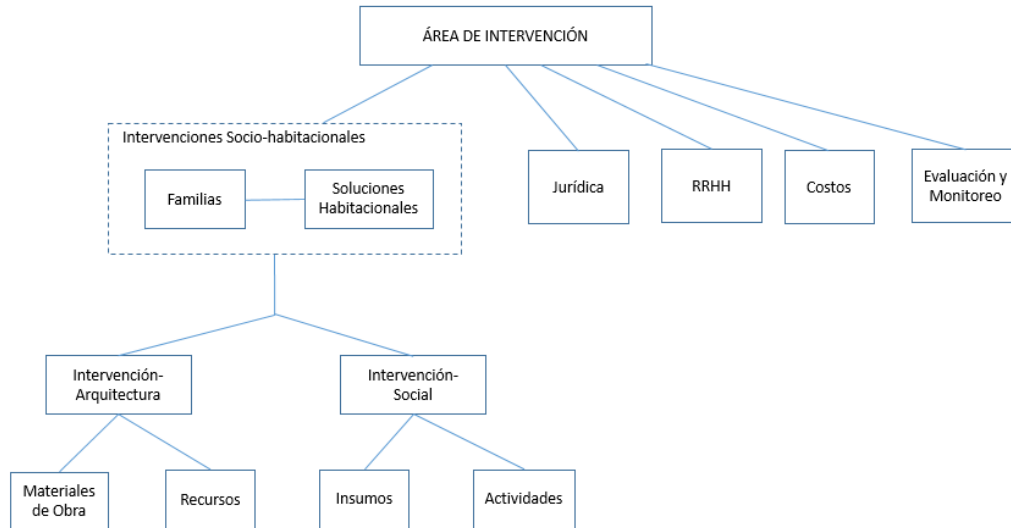 ÁREA DE INTERVENCIÓN
Intervenciones Socio-habitacionales
Familias
Soluciones
Habitacionales
Jurídica
RRHH
Costos
Evaluación y
Monitoreo
Intervención-
Arquitectura
Intervención-
Social
Materiales
de Obra
Recursos
Insumos
Actividades